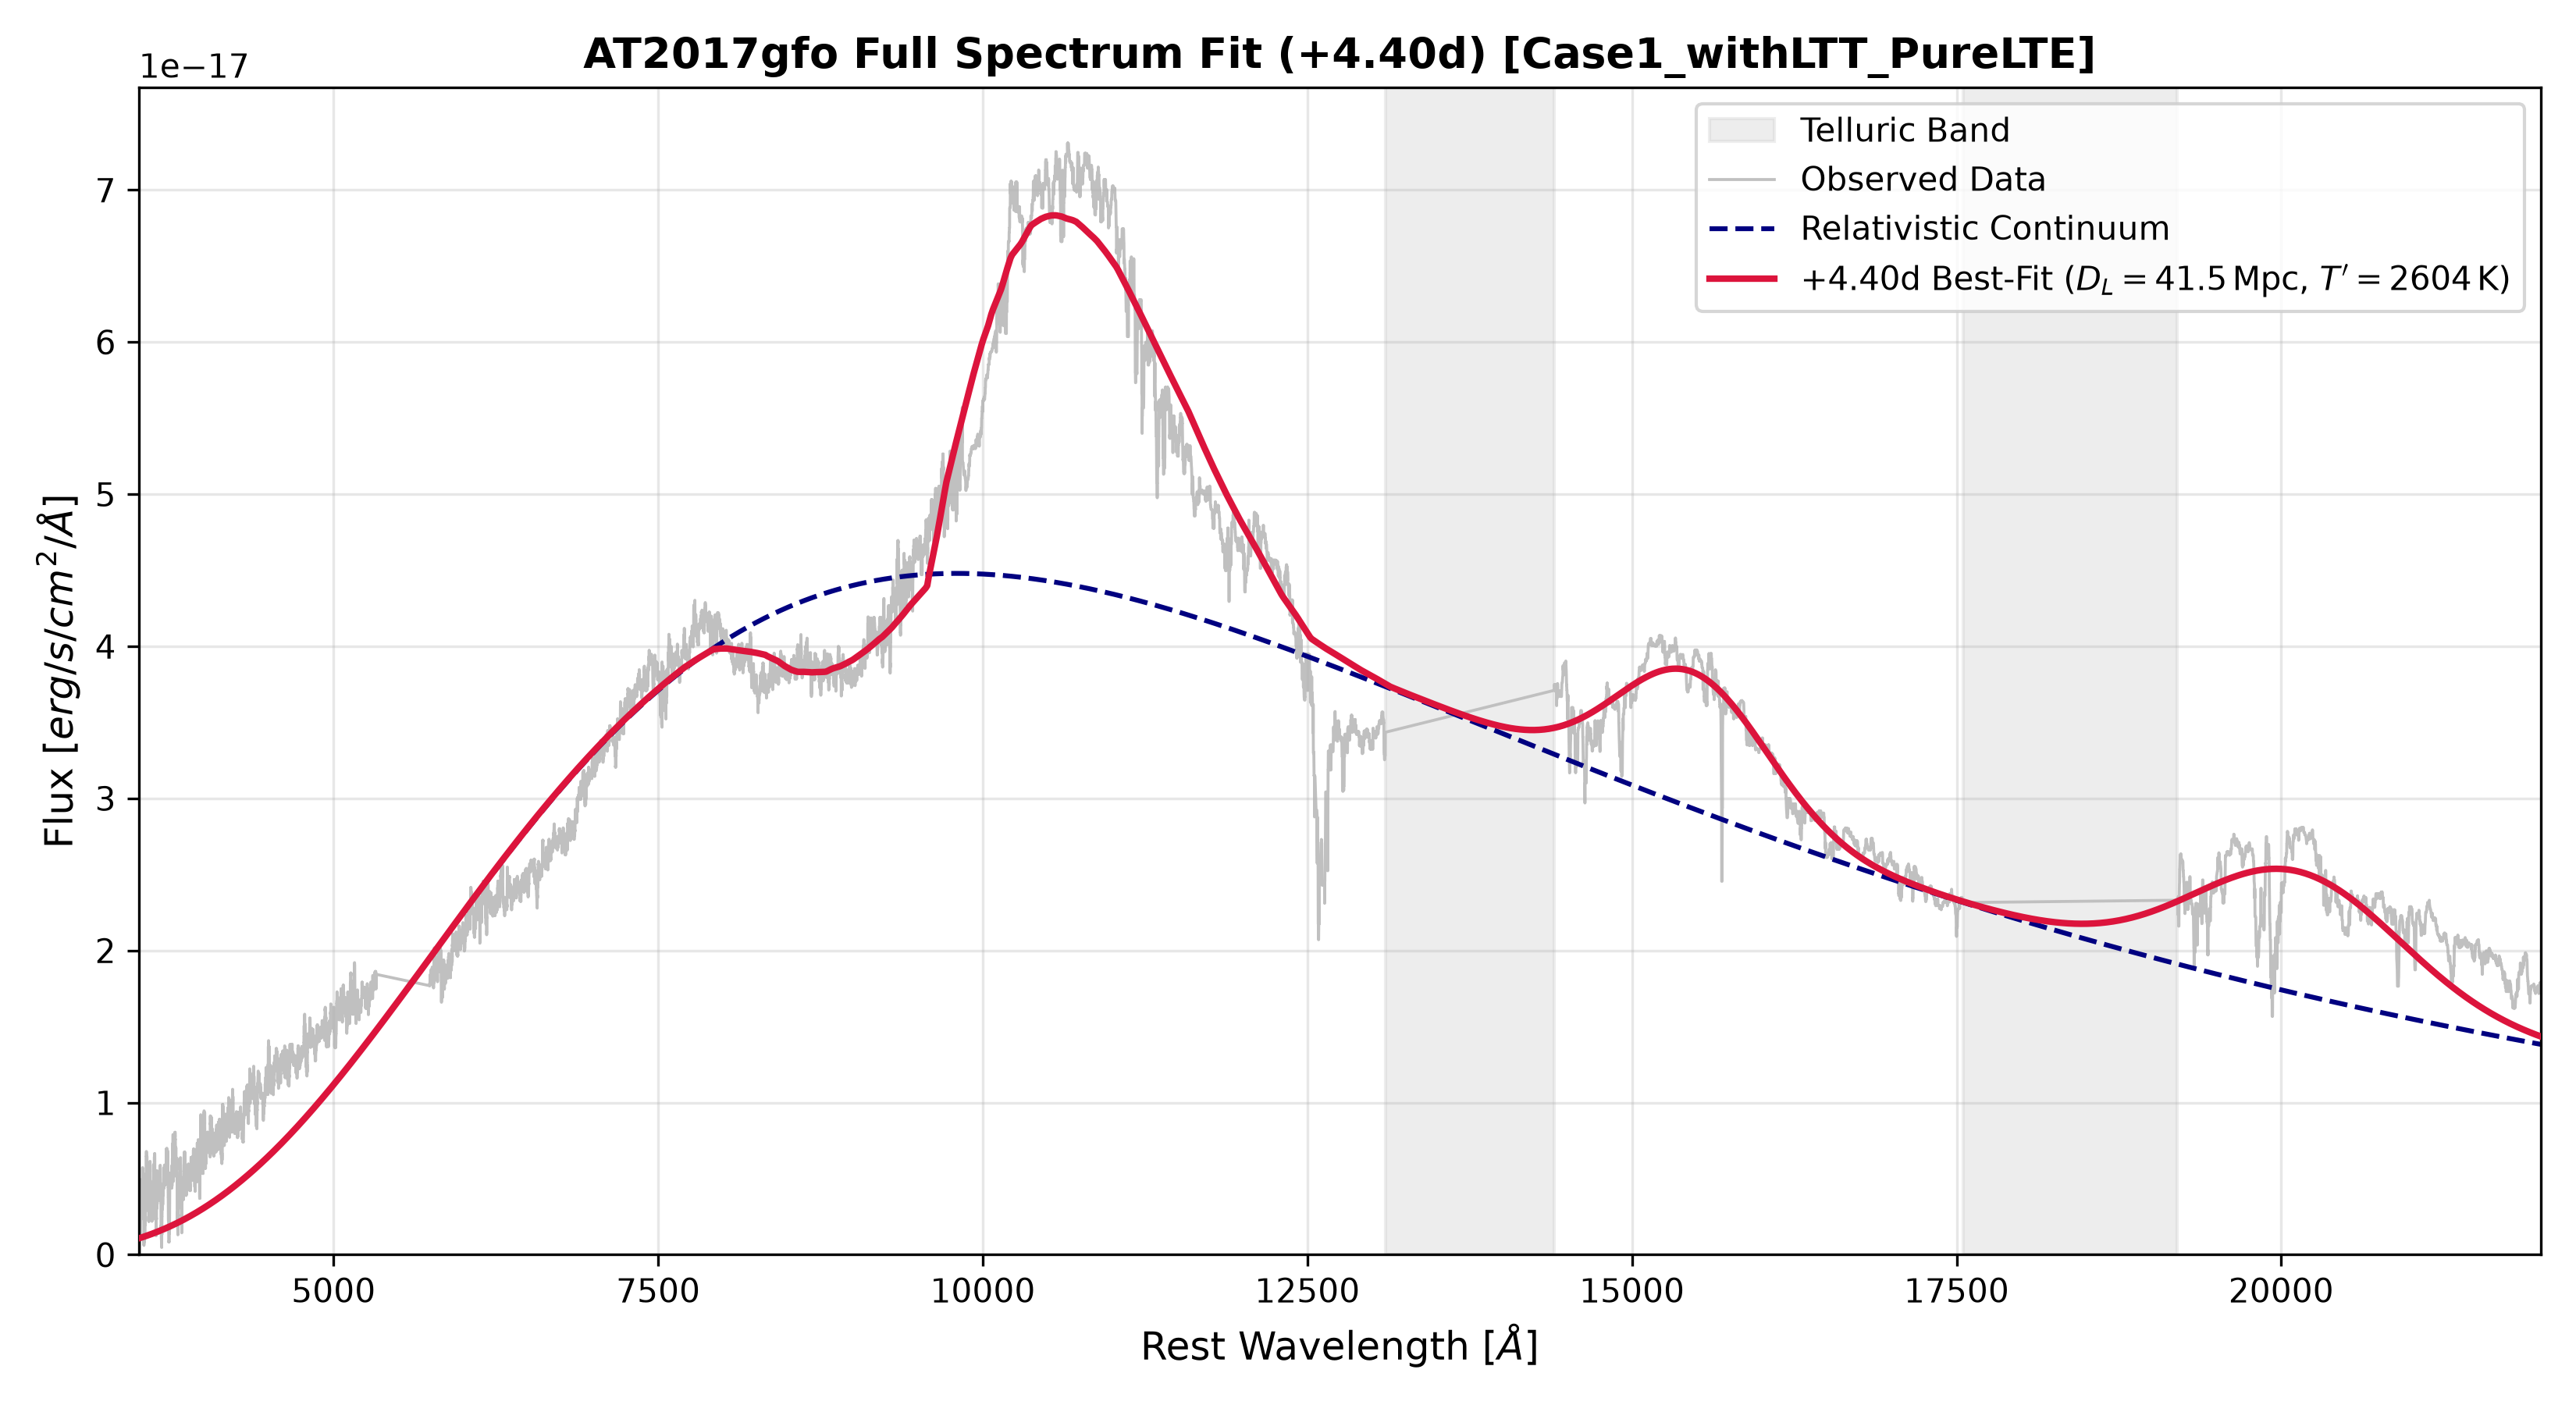 AT2017gfo Full Spectrum Fit (+4.40d) [Case1_withLTT_PureLTE]
1e−17
Telluric Band
Observed Data
Relativistic Continuum
+4.40d Best-Fit (D_L = 41.5 Mpc, T′ = 2604 K)
Flux [erg/s/cm²/Å]
7
6
5
4
3
2
1
0
5000 7500 10000 12500 15000 17500 20000
Rest Wavelength [Å]